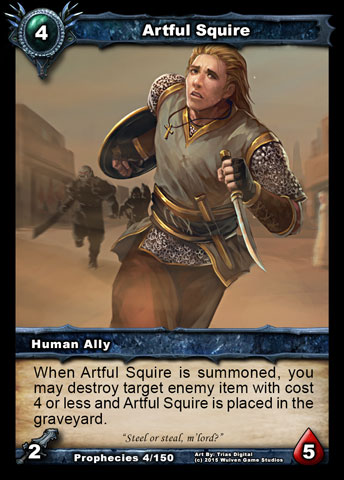 4
Artful Squire
Human Ally
When Artful Squire is summoned, you
may destroy target enemy item with cost
4 or less and Artful Squire is placed in the
graveyard.
"Steel or steal, m'lord?"
2
Prophecies 4/150
Art By: Trias Digital
(c) 2015 Wulven Game Studios
5